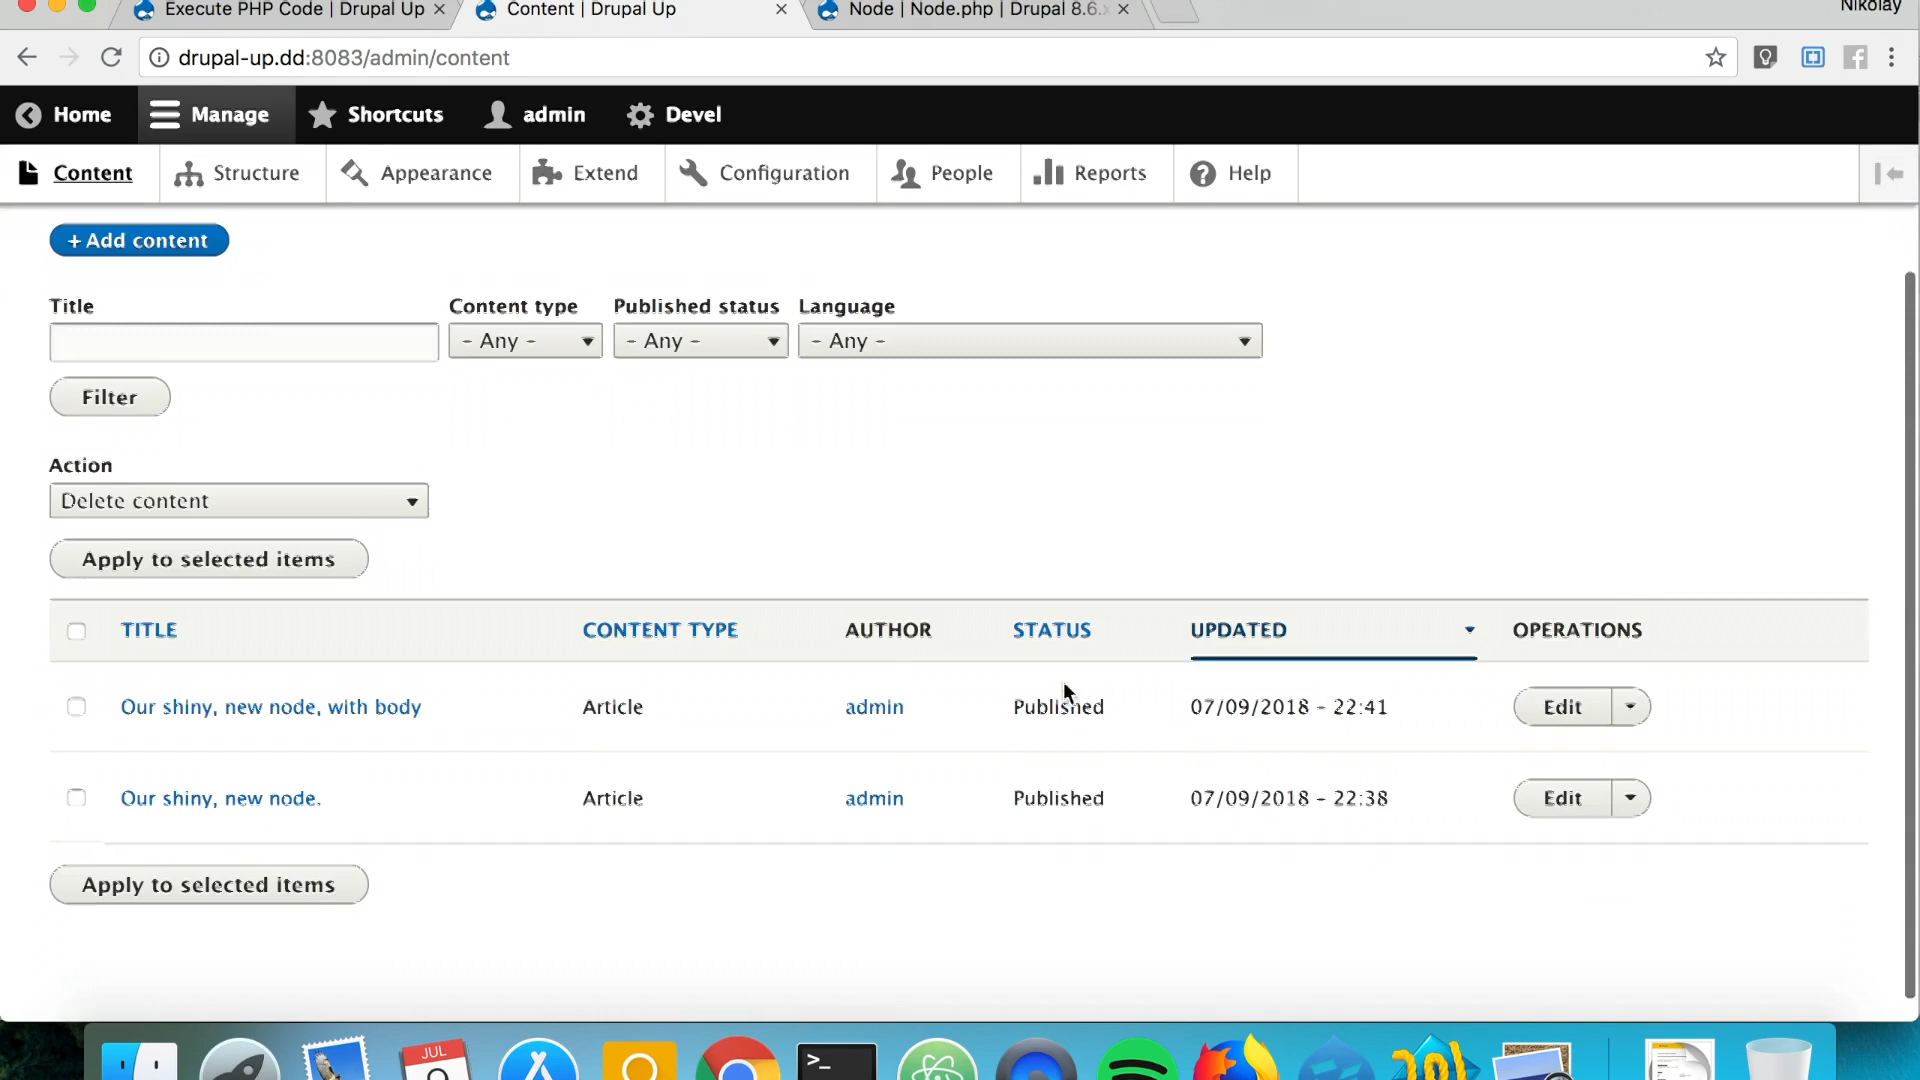 Execute PHP Code | Drupal Up
Content | Drupal Up
Node | Node.php | Drupal 8.6.x
Nikolay
drupal-up.dd:8083/admin/content
Home
Manage
Shortcuts
admin
Devel
Content
Structure
Appearance
Extend
Configuration
People
Reports
Help
+ Add content
Title
Content type
Published status
Language
- Any -
- Any -
- Any -
Filter
Action
Delete content
Apply to selected items
TITLE CONTENT TYPE AUTHOR STATUS UPDATED OPERATIONS
Our shiny, new node, with body Article admin Published 07/09/2018 - 22:41 Edit
Our shiny, new node. Article admin Published 07/09/2018 - 22:38 Edit
Apply to selected items
JUL